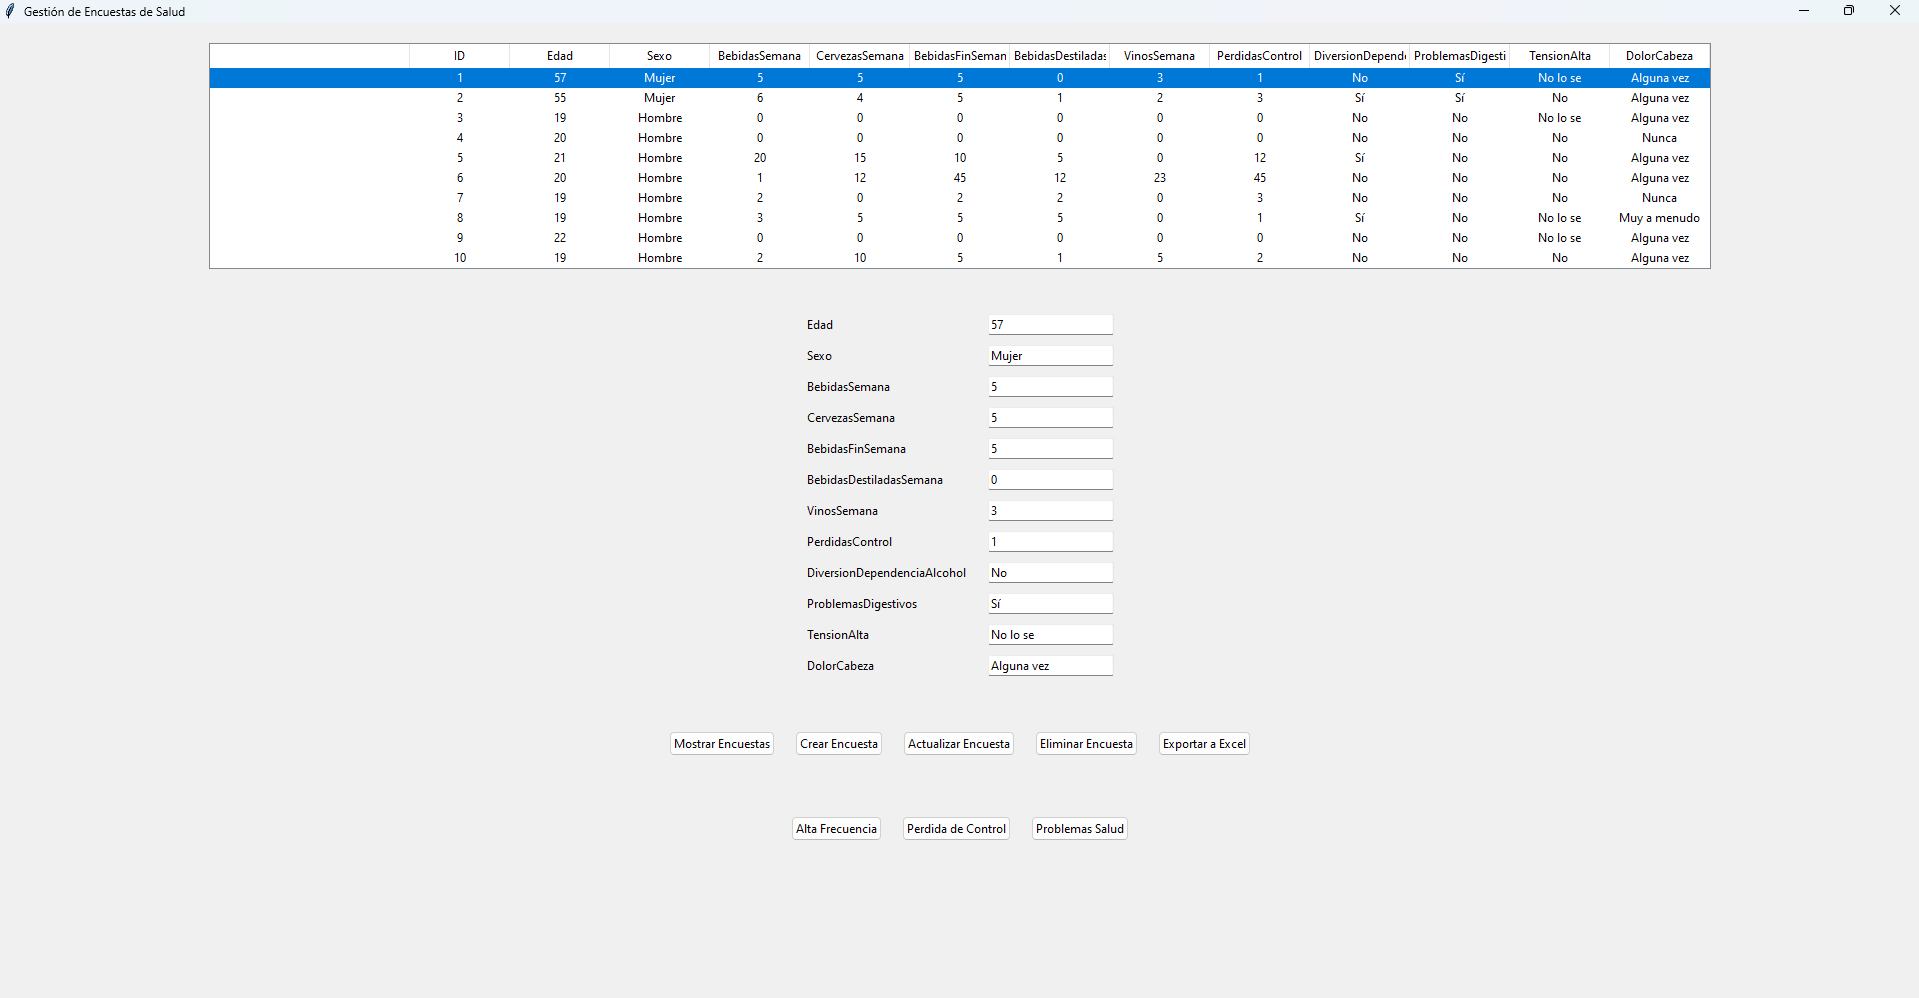 Gestión de Encuestas de Salud
ID Edad Sexo BebidasSemana CervezasSemana BebidasFinSeman BebidasDestiladas VinosSemana PerdidasControl DiversionDepend ProblemasDigesti TensionAlta DolorCabeza
1 57 Mujer 5 5 5 0 3 1 No Sí No lo se Alguna vez
2 55 Mujer 6 4 5 1 2 3 Sí Sí No Alguna vez
3 19 Hombre 0 0 0 0 0 0 No No No lo se Alguna vez
4 20 Hombre 0 0 0 0 0 0 No No No Nunca
5 21 Hombre 20 15 10 5 0 12 Sí No No Alguna vez
6 20 Hombre 1 12 45 12 23 45 No No No Alguna vez
7 19 Hombre 2 0 2 2 0 3 No No No Nunca
8 19 Hombre 3 5 5 5 0 1 Sí No No lo se Muy a menudo
9 22 Hombre 0 0 0 0 0 0 No No No lo se Alguna vez
10 19 Hombre 2 10 5 1 5 2 No No No Alguna vez
Edad 57
Sexo Mujer
BebidasSemana 5
CervezasSemana 5
BebidasFinSemana 5
BebidasDestiladasSemana 0
VinosSemana 3
PerdidasControl 1
DiversionDependenciaAlcohol No
ProblemasDigestivos Sí
TensionAlta No lo se
DolorCabeza Alguna vez
Mostrar Encuestas Crear Encuesta Actualizar Encuesta Eliminar Encuesta Exportar a Excel
Alta Frecuencia Perdida de Control Problemas Salud